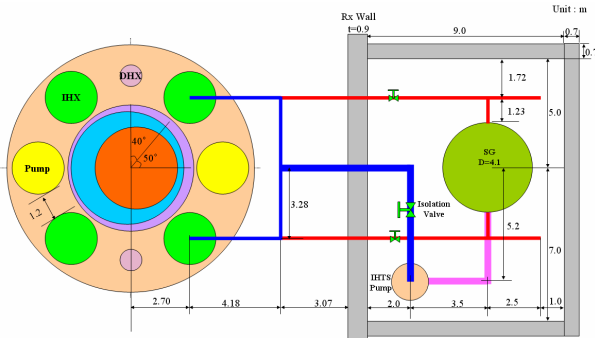 Unit : m
Rx Wall
t=0.9
9.0
0.7
0.7
DHX
IHX
1.72
1.23
5.0
40°
50°
Pump
SG
D=4.1
1.2
3.28
Isolation
Valve
5.2
7.0
IHTS
Pump
2.70
4.18
3.07
2.0
3.5
2.5
1.0